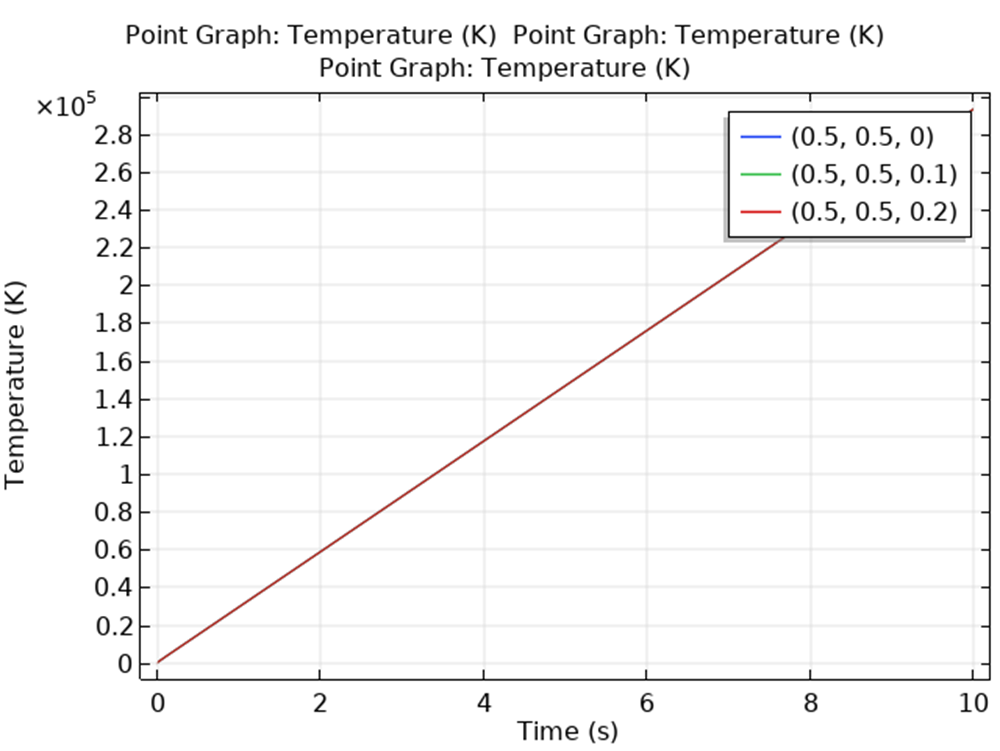 Point Graph: Temperature (K)  Point Graph: Temperature (K)
Point Graph: Temperature (K)
×10⁵
2.8
2.6
2.4
2.2
2
1.8
1.6
1.4
1.2
1
0.8
0.6
0.4
0.2
0
Temperature (K)
(0.5, 0.5, 0)
(0.5, 0.5, 0.1)
(0.5, 0.5, 0.2)
0 2 4 6 8 10
Time (s)